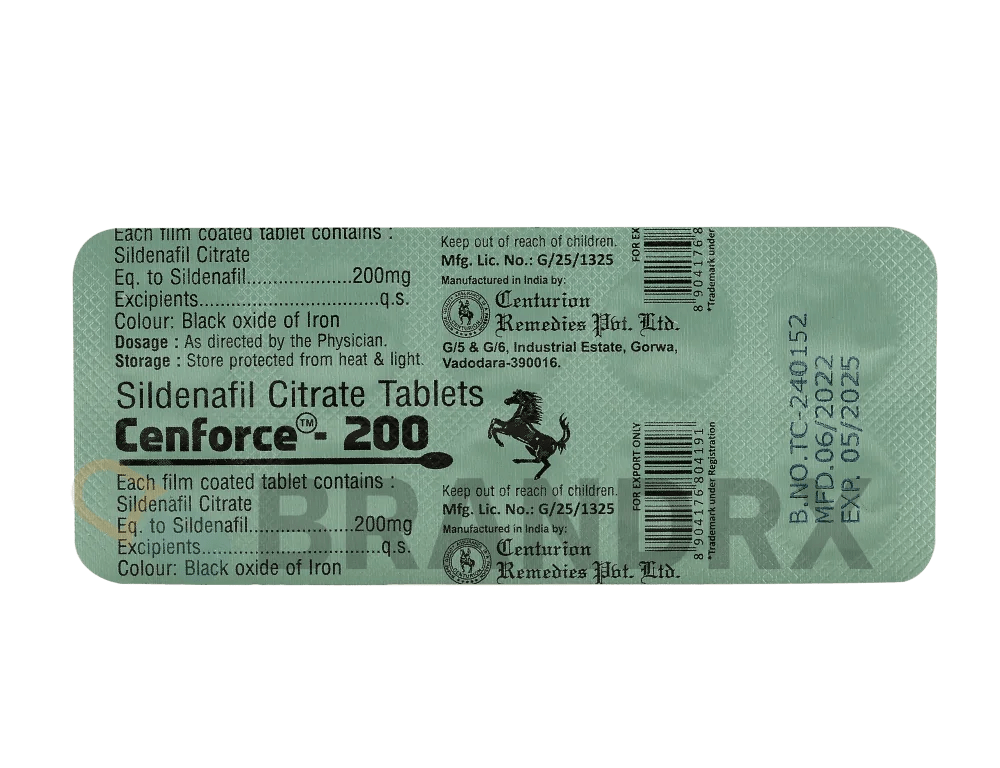 Each film coated tablet contains :
Sildenafil Citrate
Eq. to Sildenafil......................200mg
Excipients.....................................q.s.
Colour: Black oxide of Iron
Dosage : As directed by the Physician.
Storage : Store protected from heat & light.
Keep out of reach of children.
Mfg. Lic. No.: G/25/1325
Manufactured in India by:
Centurion
Remedies Pvt. Ltd.
G/5 & G/6, Industrial Estate, Gorwa,
Vadodara-390016.
FOR EX
8 904176 8
*Trademark under
Sildenafil Citrate Tablets
Cenforce™- 200
Each film coated tablet contains :
Sildenafil Citrate
Eq. to Sildenafil......................200mg
Excipients.....................................q.s.
Colour: Black oxide of Iron
Keep out of reach of children.
Mfg. Lic. No.: G/25/1325
Manufactured in India by:
Centurion
Remedies Pvt. Ltd.
FOR EXPORT ONLY
8 904176 804191
*Trademark under Registration
B.NO.TC-240152
MFD.06/2022
EXP. 05/2025
BRANDRX